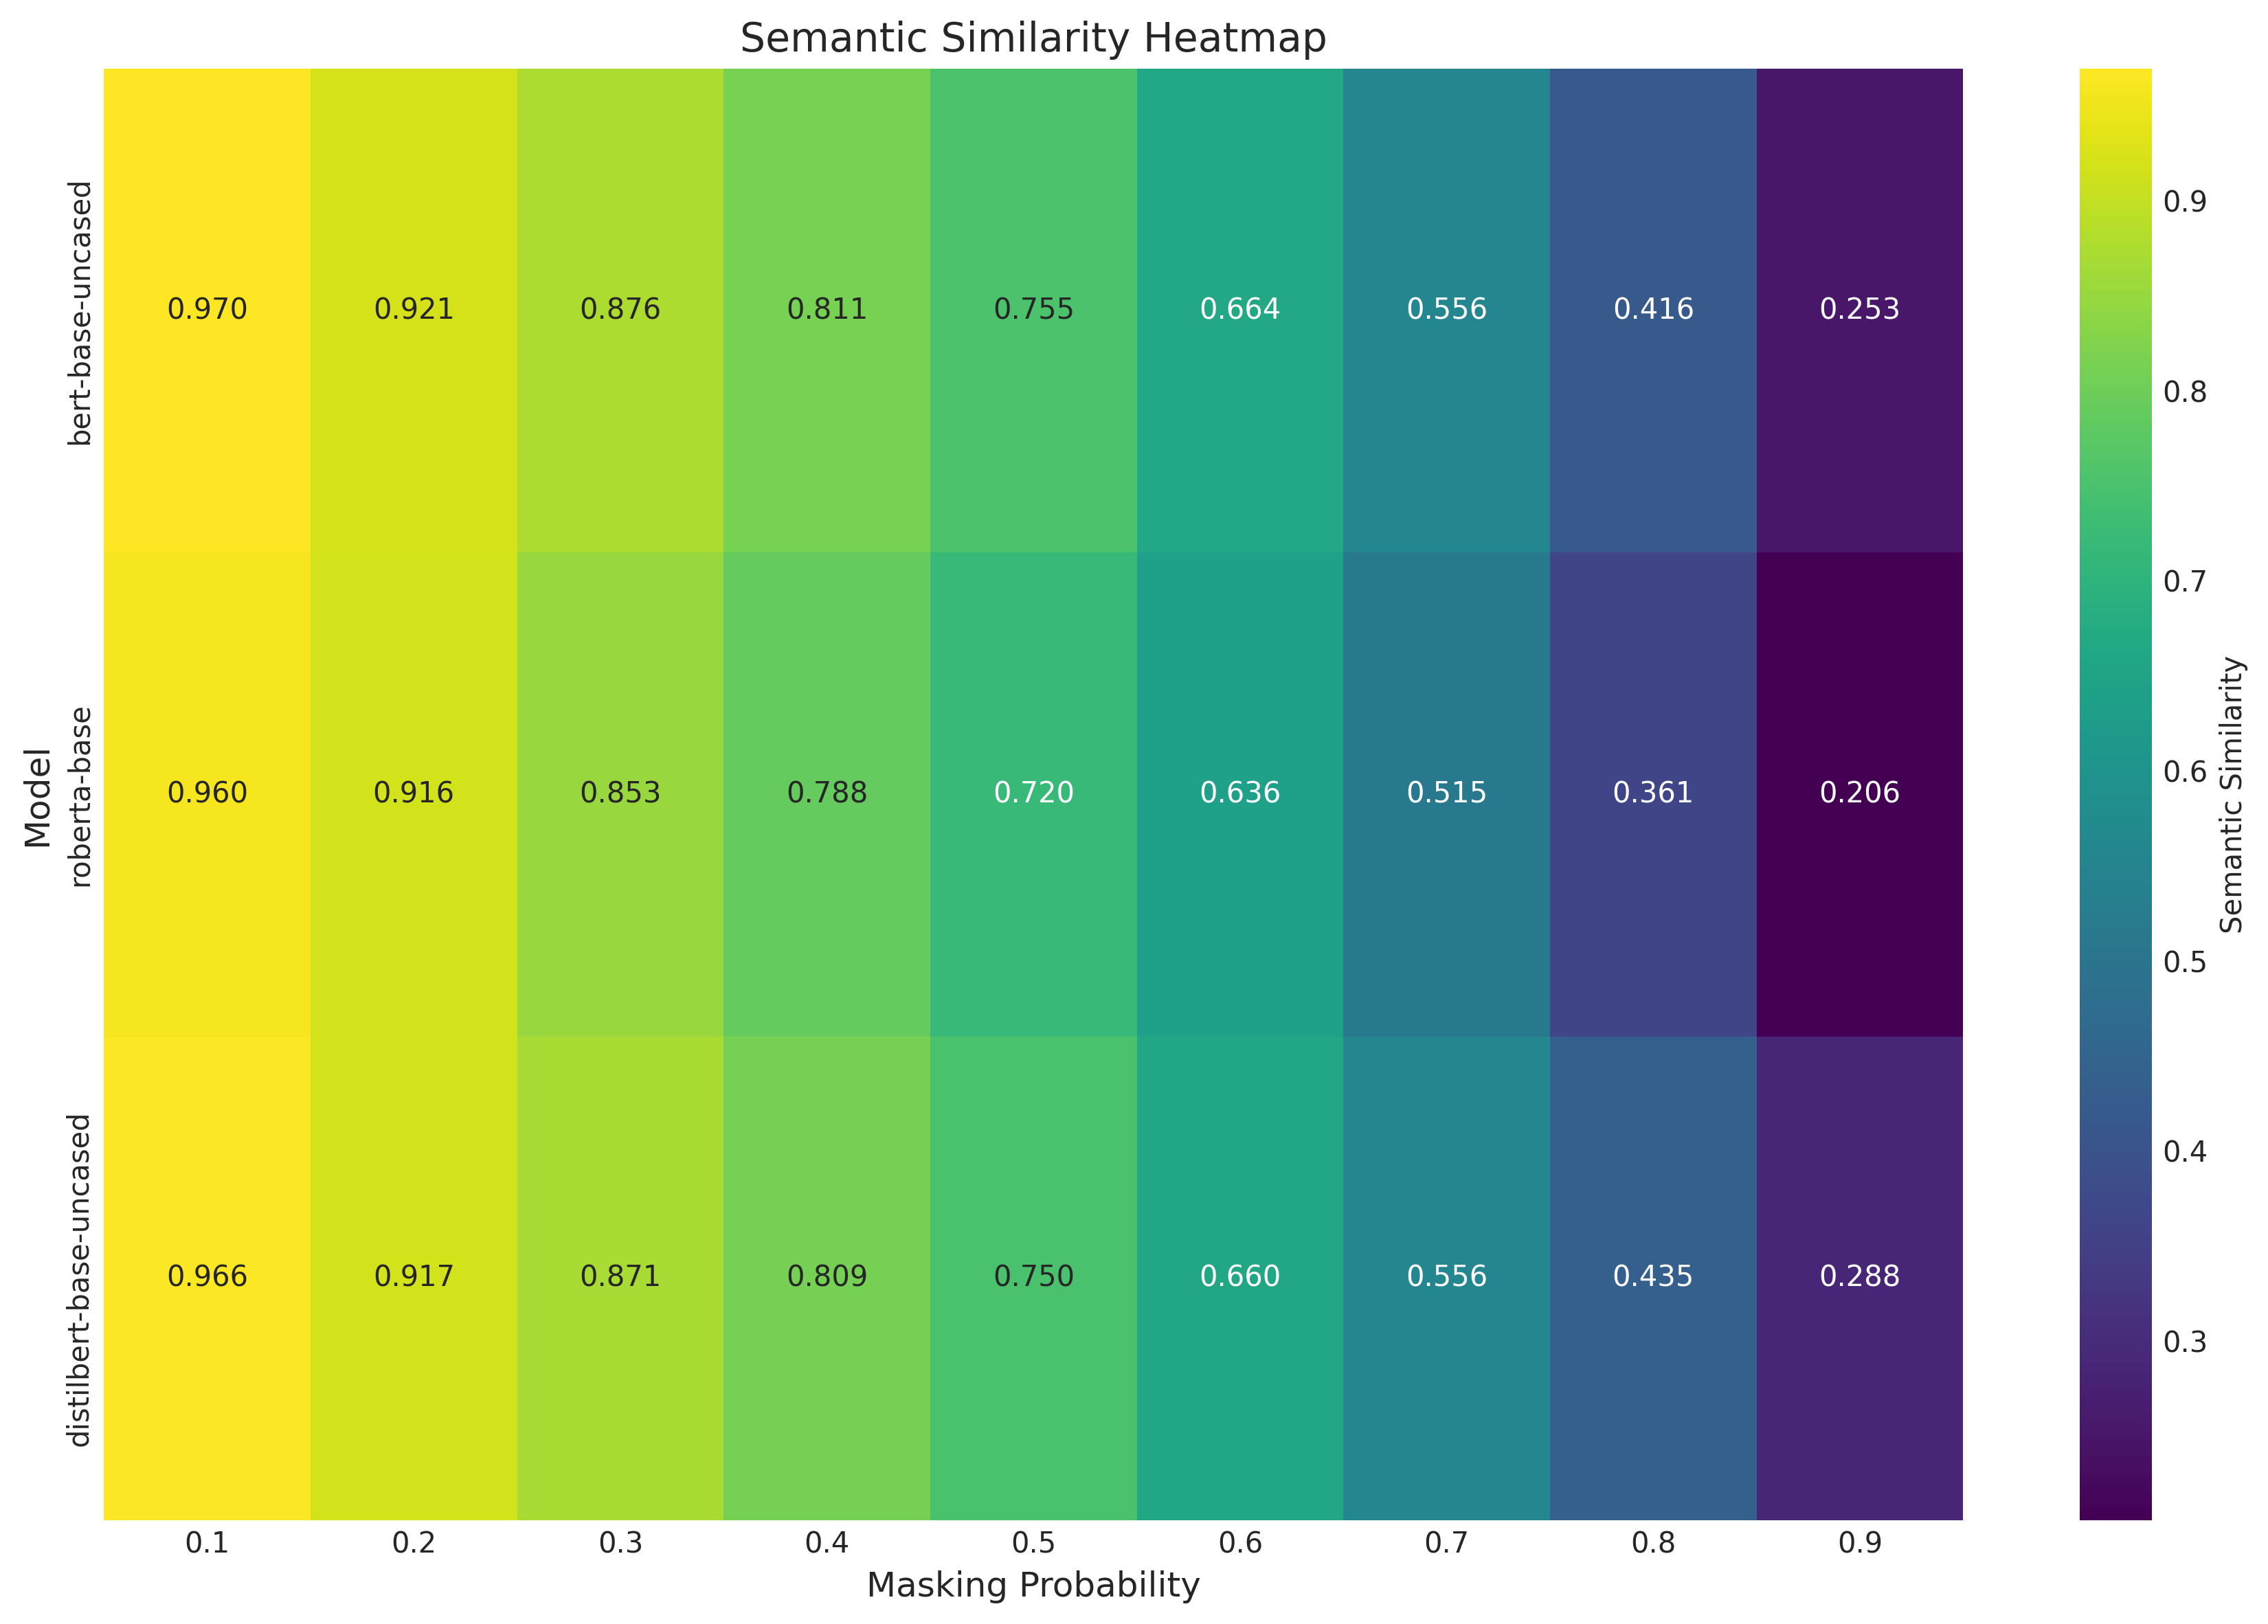 Semantic Similarity Heatmap
Model
bert-base-uncased
0.970 0.921 0.876 0.811 0.755 0.664 0.556 0.416 0.253
roberta-base
0.960 0.916 0.853 0.788 0.720 0.636 0.515 0.361 0.206
distilbert-base-uncased
0.966 0.917 0.871 0.809 0.750 0.660 0.556 0.435 0.288
0.1 0.2 0.3 0.4 0.5 0.6 0.7 0.8 0.9
Masking Probability
0.9
0.8
0.7
0.6
0.5
0.4
0.3
Semantic Similarity